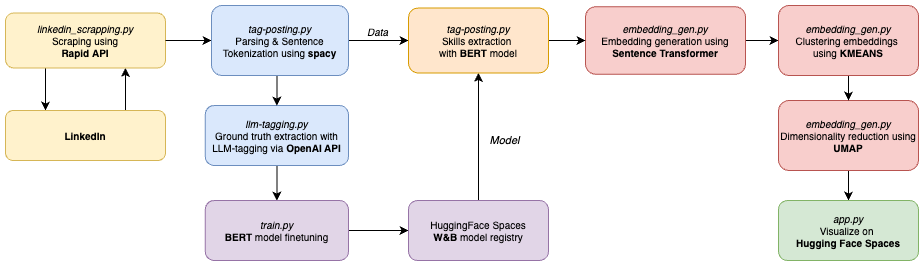 linkedin_scrapping.py
Scraping using
Rapid API
LinkedIn
tag-posting.py
Parsing & Sentence
Tokenization using spacy
Data
llm-tagging.py
Ground truth extraction with
LLM-tagging via OpenAI API
train.py
BERT model finetuning
tag-posting.py
Skills extraction
with BERT model
Model
HuggingFace Spaces
W&B model registry
embedding_gen.py
Embedding generation using
Sentence Transformer
embedding_gen.py
Clustering embeddings
using KMEANS
embedding_gen.py
Dimensionality reduction using
UMAP
app.py
Visualize on
Hugging Face Spaces